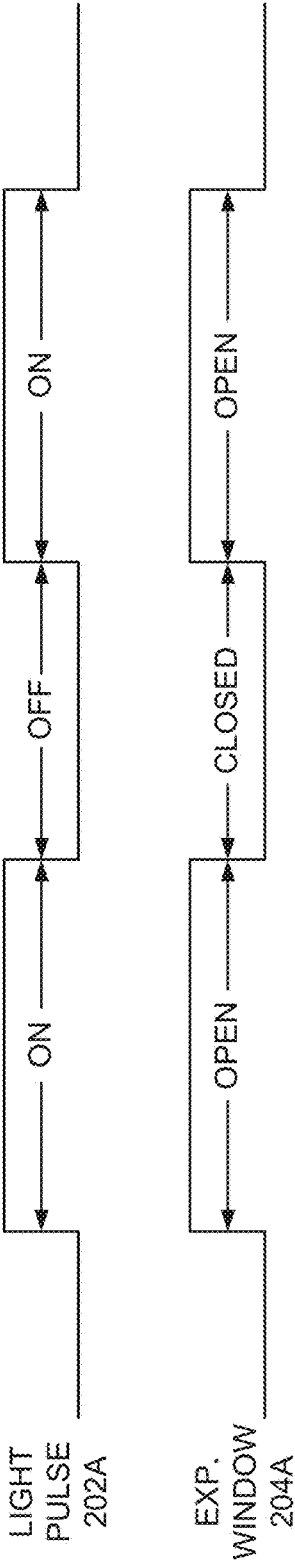 LIGHT
PULSE
202A
ON
OFF
ON
EXP.
WINDOW
204A
OPEN
CLOSED
OPEN